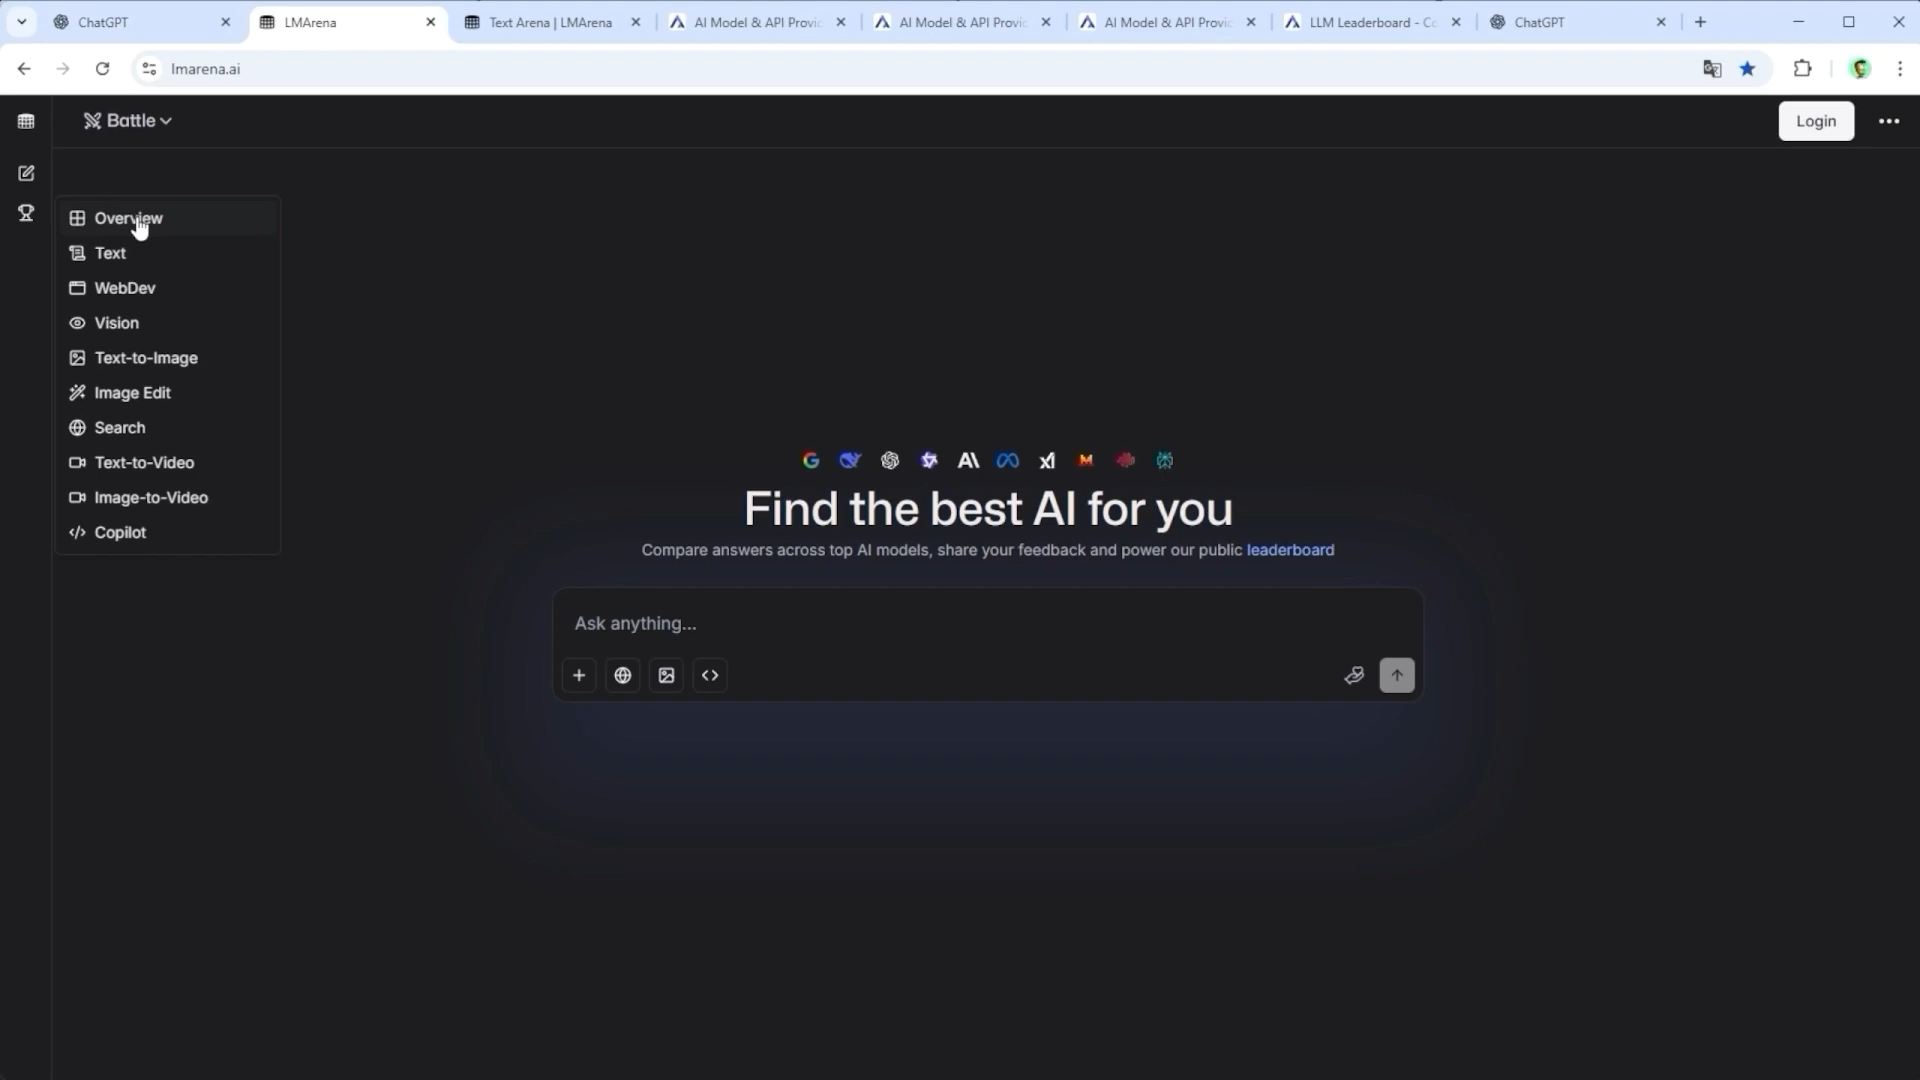 ChatGPT
LMArena
Text Arena | LMArena
AI Model & API Provic
AI Model & API Provic
AI Model & API Provic
LLM Leaderboard - Co
ChatGPT
lmarena.ai
Battle
Login
Overview
Text
WebDev
Vision
Text-to-Image
Image Edit
Search
Text-to-Video
Image-to-Video
Copilot
Find the best AI for you
Compare answers across top AI models, share your feedback and power our public leaderboard
Ask anything...